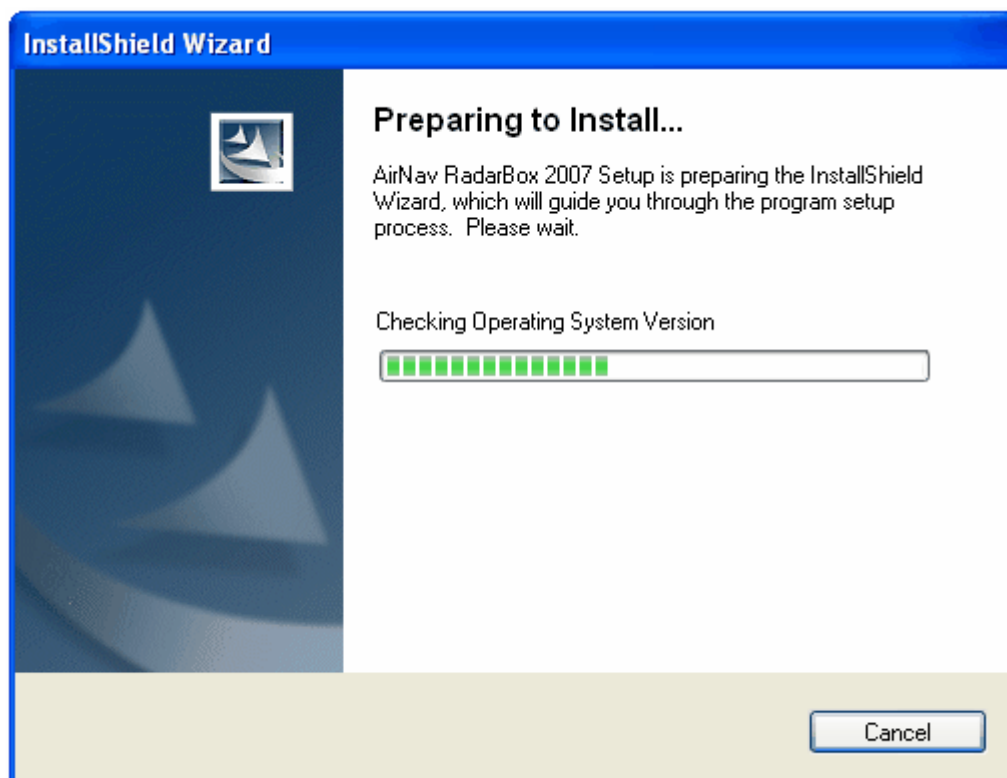 InstallShield Wizard
Preparing to Install...
AirNav RadarBox 2007 Setup is preparing the InstallShield
Wizard, which will guide you through the program setup
process.  Please wait.
Checking Operating System Version
Cancel